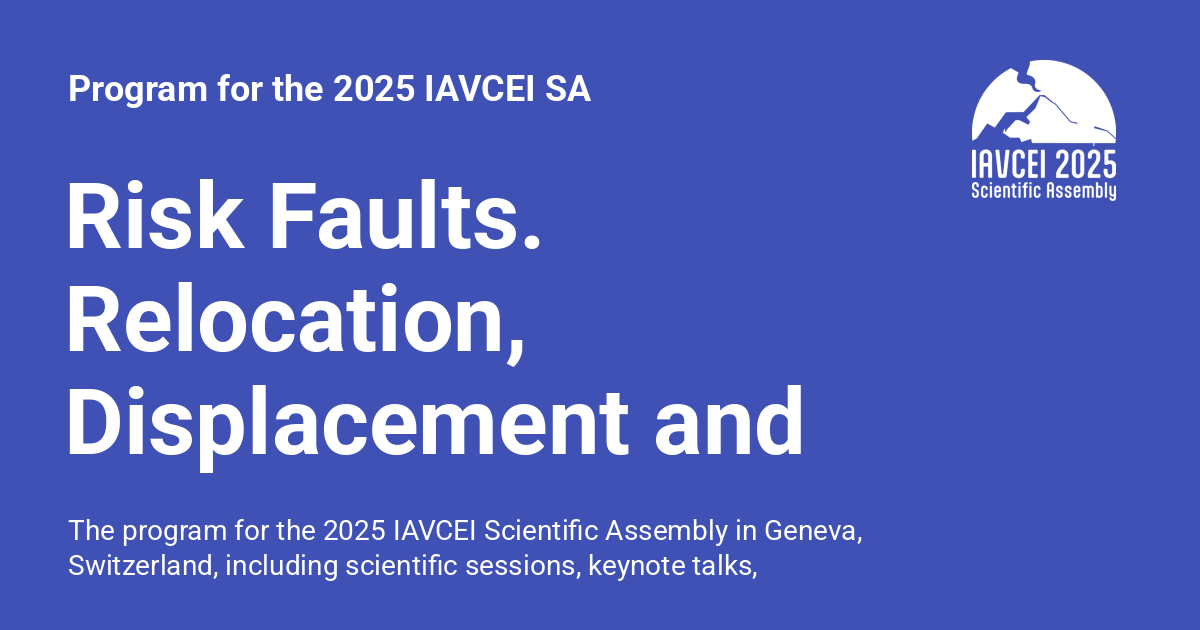 Program for the 2025 IAVCEI SA
IAVCEI 2025
Scientific Assembly
Risk Faults.
Relocation,
Displacement and
The program for the 2025 IAVCEI Scientific Assembly in Geneva,
Switzerland, including scientific sessions, keynote talks,